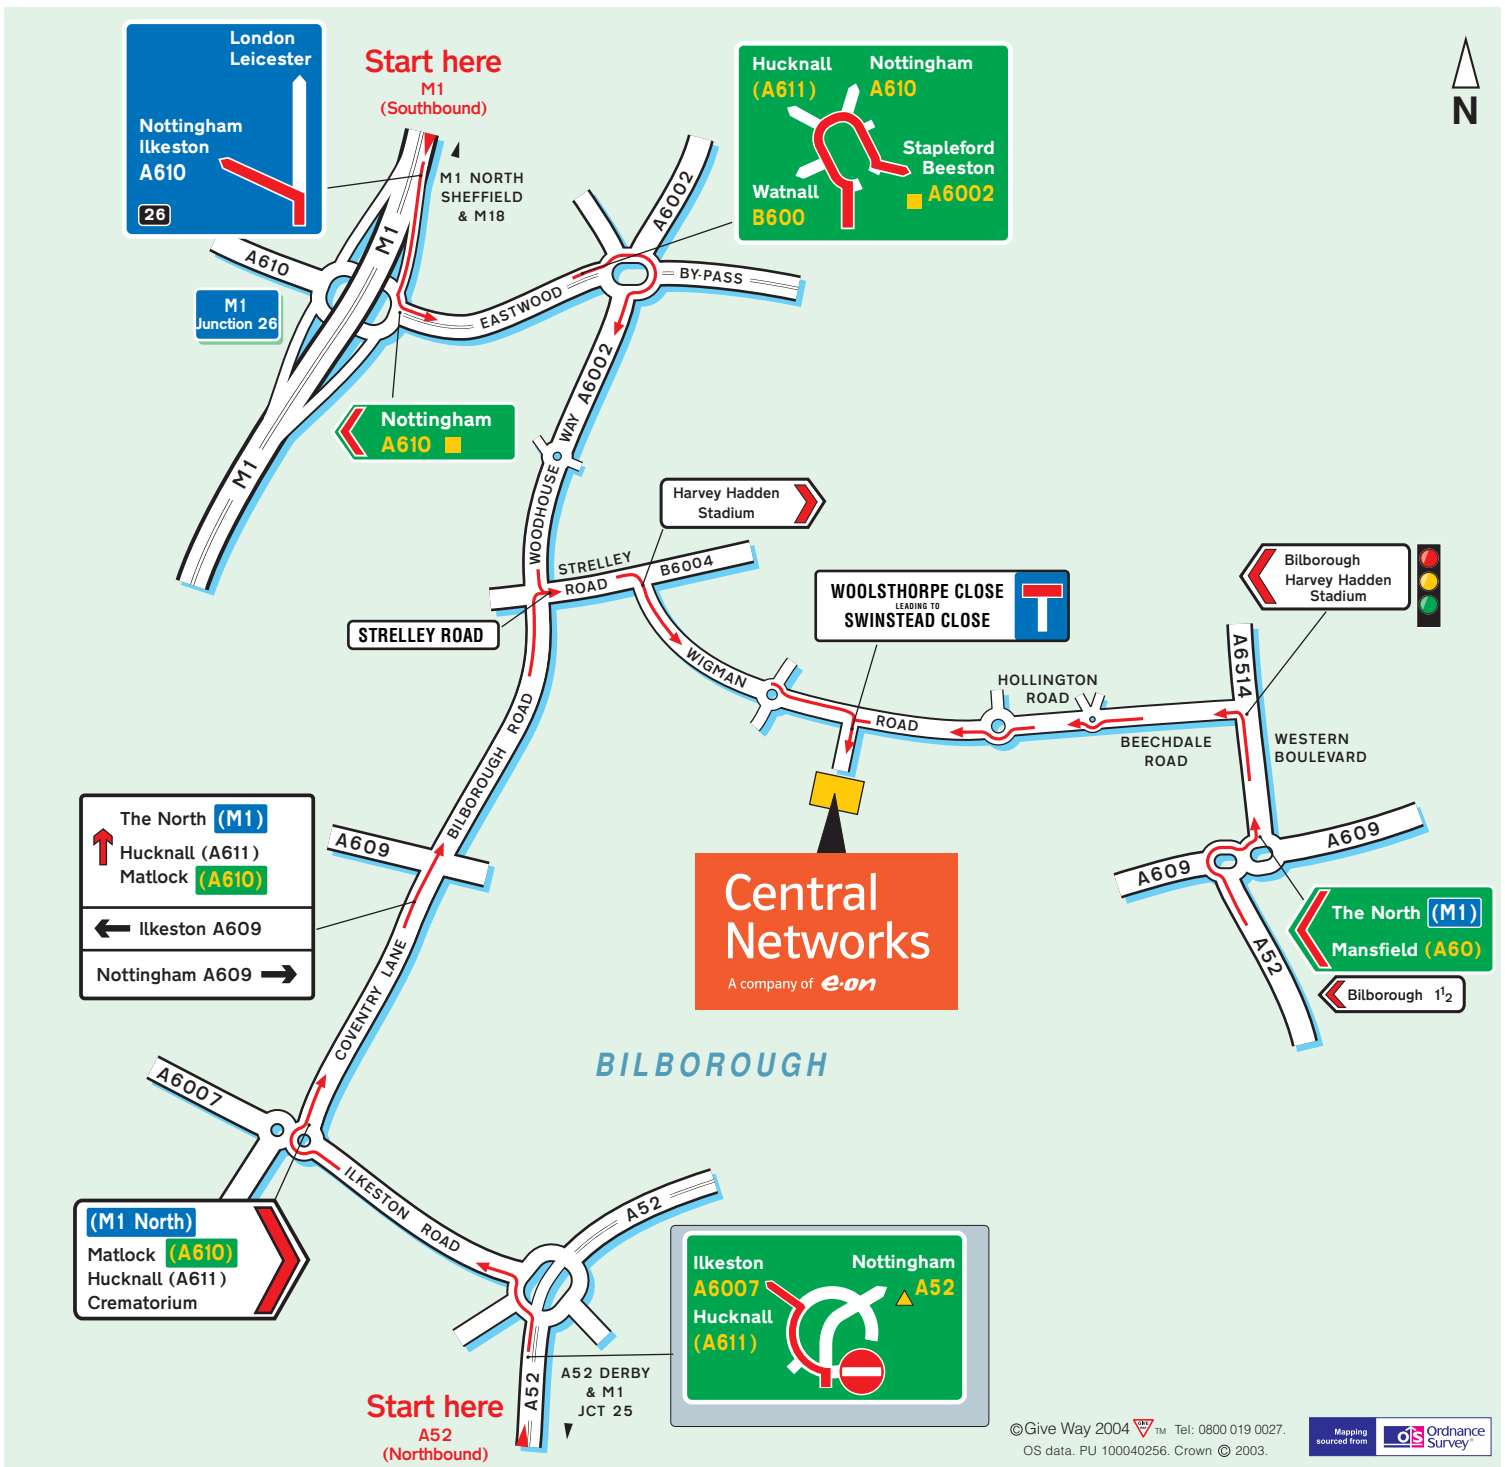 London
Leicester
Nottingham
Ilkeston
A610
26
Start here
M1
(Southbound)
M1 NORTH
SHEFFIELD
& M18
Hucknall
(A611)
Nottingham
A610
Stapleford
Beeston
A6002
Watnall
B600
N
A6002
A610
M1
M1
Junction 26
EASTWOOD
BY-PASS
Nottingham
A610
M1
WOODHOUSE WAY A6002
Harvey Hadden
Stadium
STRELLEY
ROAD
B6004
STRELLEY ROAD
WOOLSTHORPE CLOSE
LEADING TO
SWINSTEAD CLOSE
Bilborough
Harvey Hadden
Stadium
A6514
WIGMAN
ROAD
HOLLINGTON
ROAD
BEECHDALE
ROAD
WESTERN
BOULEVARD
BILBOROUGH ROAD
The North (M1)
Hucknall (A611)
Matlock (A610)
Ilkeston A609
Nottingham A609
A609
A609
A609
The North (M1)
Mansfield (A60)
Bilborough 1½
A52
Central
Networks
A company of e·on
COVENTRY LANE
BILBOROUGH
A6007
(M1 North)
Matlock (A610)
Hucknall (A611)
Crematorium
ILKESTON ROAD
A52
Ilkeston
A6007
Hucknall
(A611)
Nottingham
A52
A52
A52 DERBY
& M1
JCT 25
Start here
A52
(Northbound)
©Give Way 2004 GIVE WAY TM Tel: 0800 019 0027.
OS data. PU 100040256. Crown © 2003.
Mapping
sourced from
OS Ordnance
Survey®